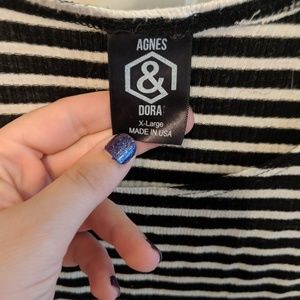 AGNES
&
DORA
X-Large
MADE IN USA